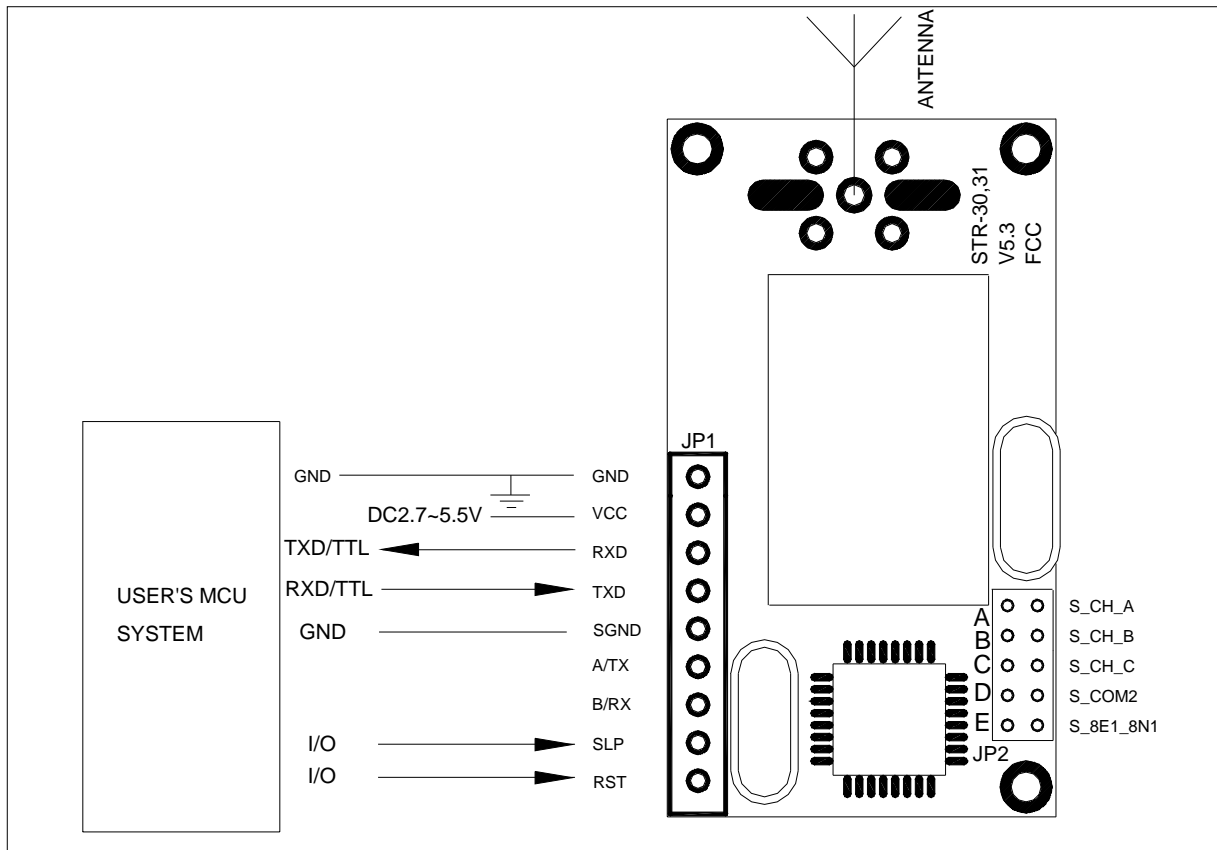 ANTENNA
STR-30,31
V5.3
FCC
JP1
GND
GND
DC2.7~5.5V
VCC
TXD/TTL
RXD
RXD/TTL
TXD
GND
SGND
A/TX
B/RX
I/O
SLP
I/O
RST
USER'S MCU
SYSTEM
A
S_CH_A
B
S_CH_B
C
S_CH_C
D
S_COM2
E
S_8E1_8N1
JP2